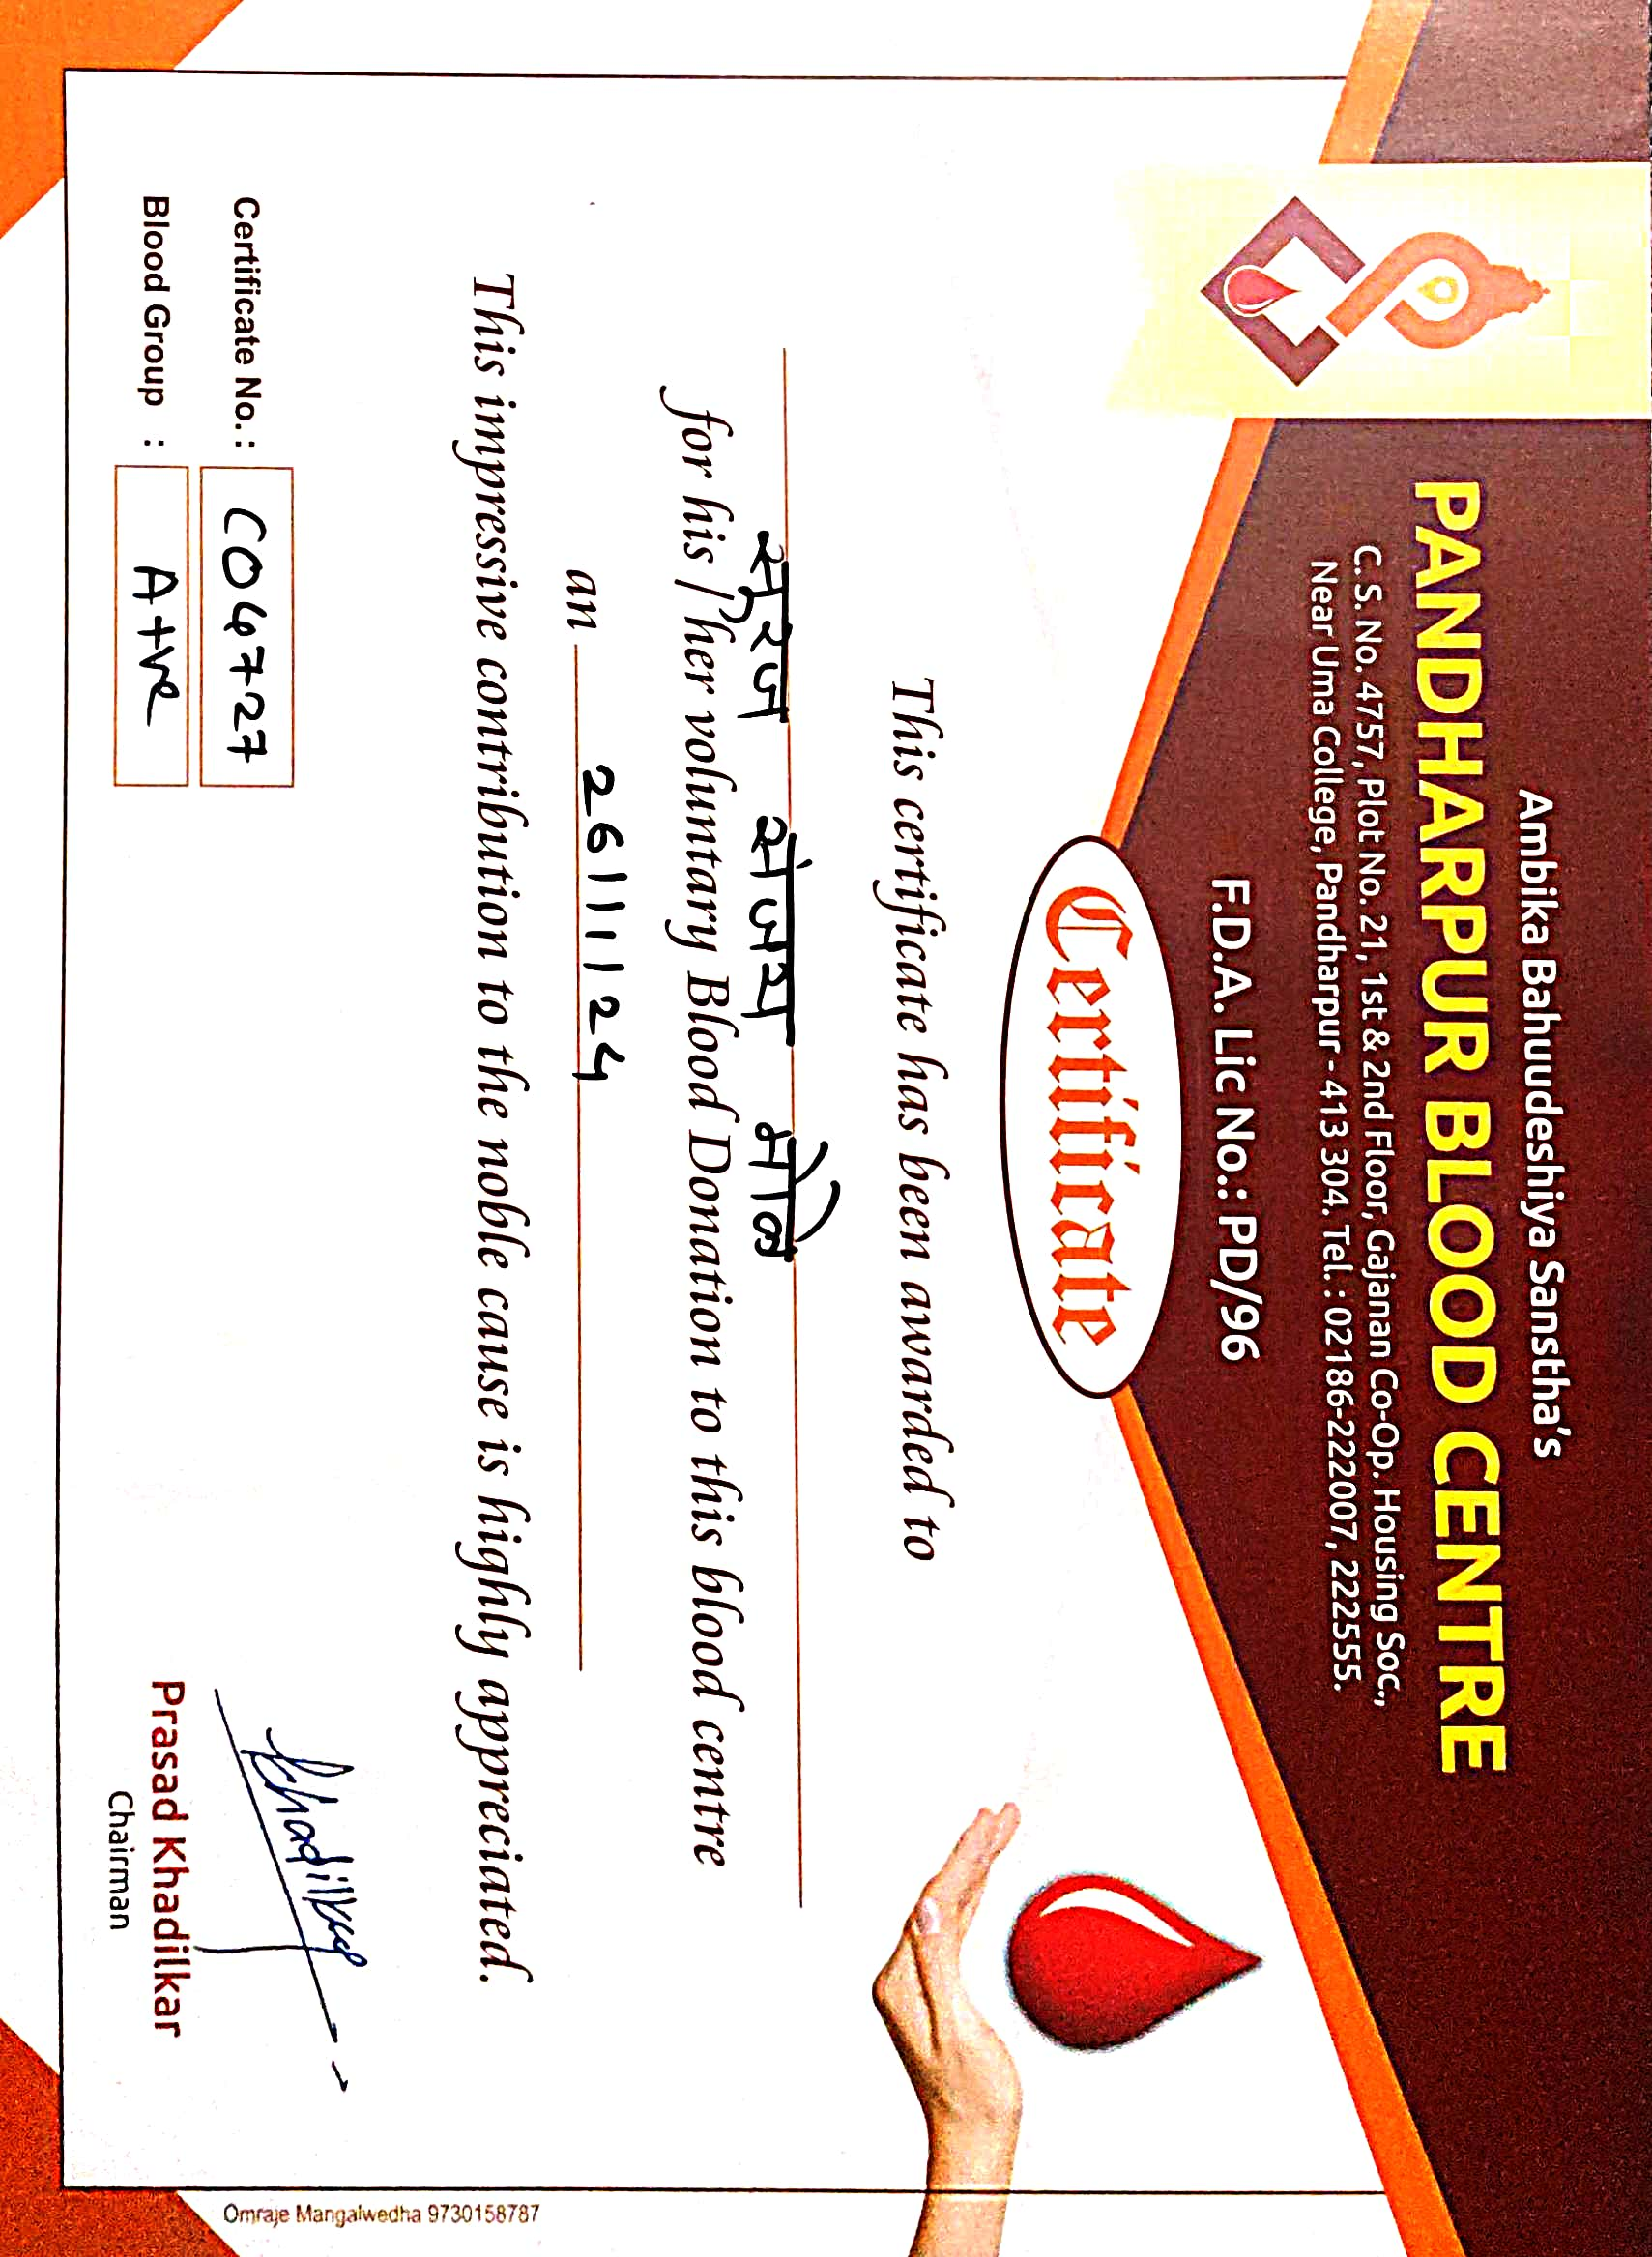 Ambika Bahuudeshiya Sanstha's
PANDHARPUR BLOOD CENTRE
C. S. No. 4757, Plot No. 21, 1st & 2nd Floor, Gajanan Co-Op. Housing Soc.,
Near Uma College, Pandharpur - 413 304. Tel. : 02186-222007, 222555.
F.D.A. Lic No.: PD/96
Certificate
This certificate has been awarded to
सुरज संजय
for his / her voluntary Blood Donation to this blood centre
an 26/11/24
This impressive contribution to the noble cause is highly appreciated.
Certificate No. : C04727
Blood Group : A+ve
Khadilkar
Prasad Khadilkar
Chairman
Omraje Mangalwedha 9730158787